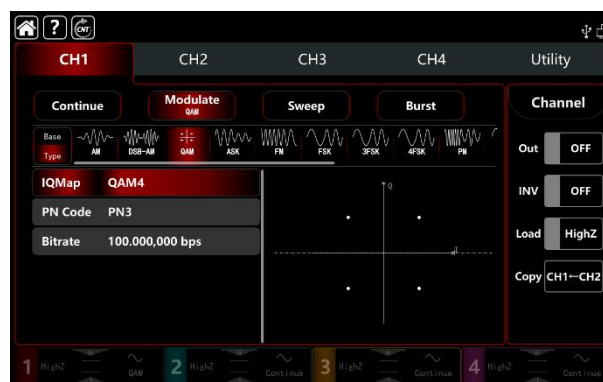 ? CNT
CH1 CH2 CH3 CH4 Utility
Continue Modulate Sweep Burst Channel
QAM
Base
Type AM DSB-AM QAM ASK FM FSK 3FSK 4FSK PM
Out OFF
IQMap QAM4
INV OFF
PN Code PN3
Load HighZ
Bitrate 100.000,000 bps
Copy CH1←CH2
Q
I
1 HighZ QAM 2 HighZ Continue 3 HighZ Continue 4 HighZ Continue